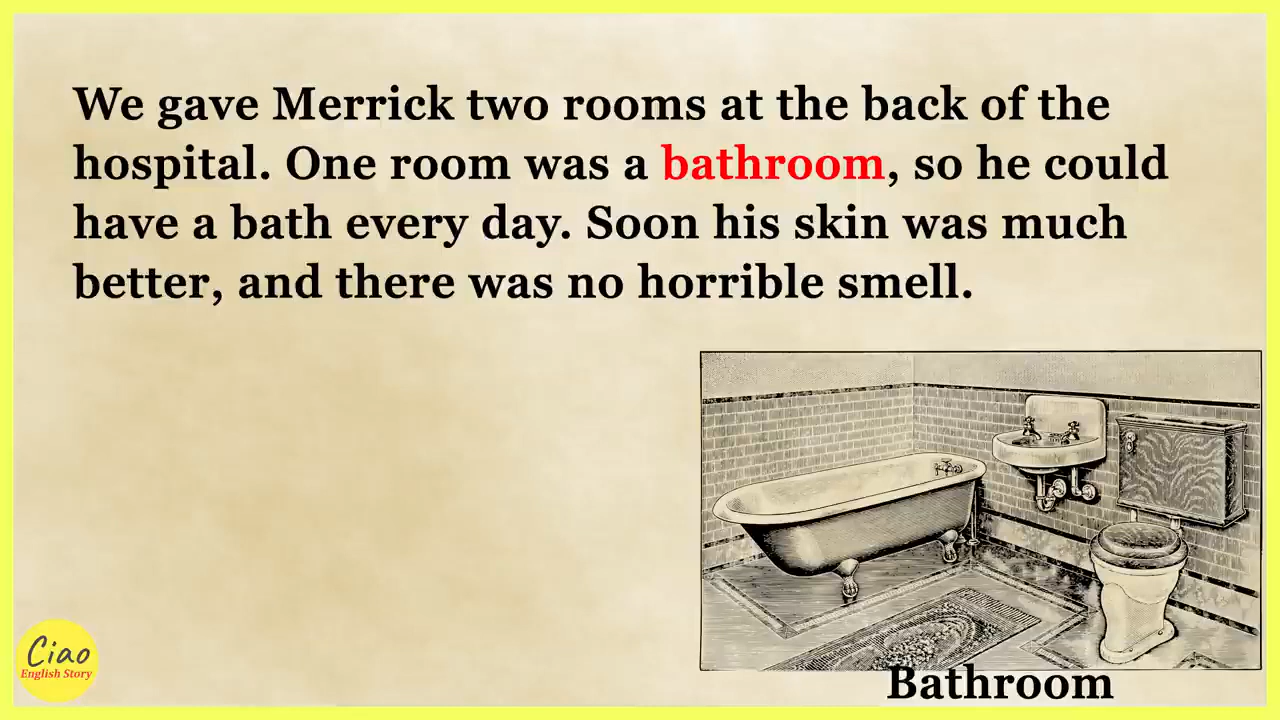 We gave Merrick two rooms at the back of the
hospital. One room was a bathroom, so he could
have a bath every day. Soon his skin was much
better, and there was no horrible smell.
Bathroom
Ciao
English Story